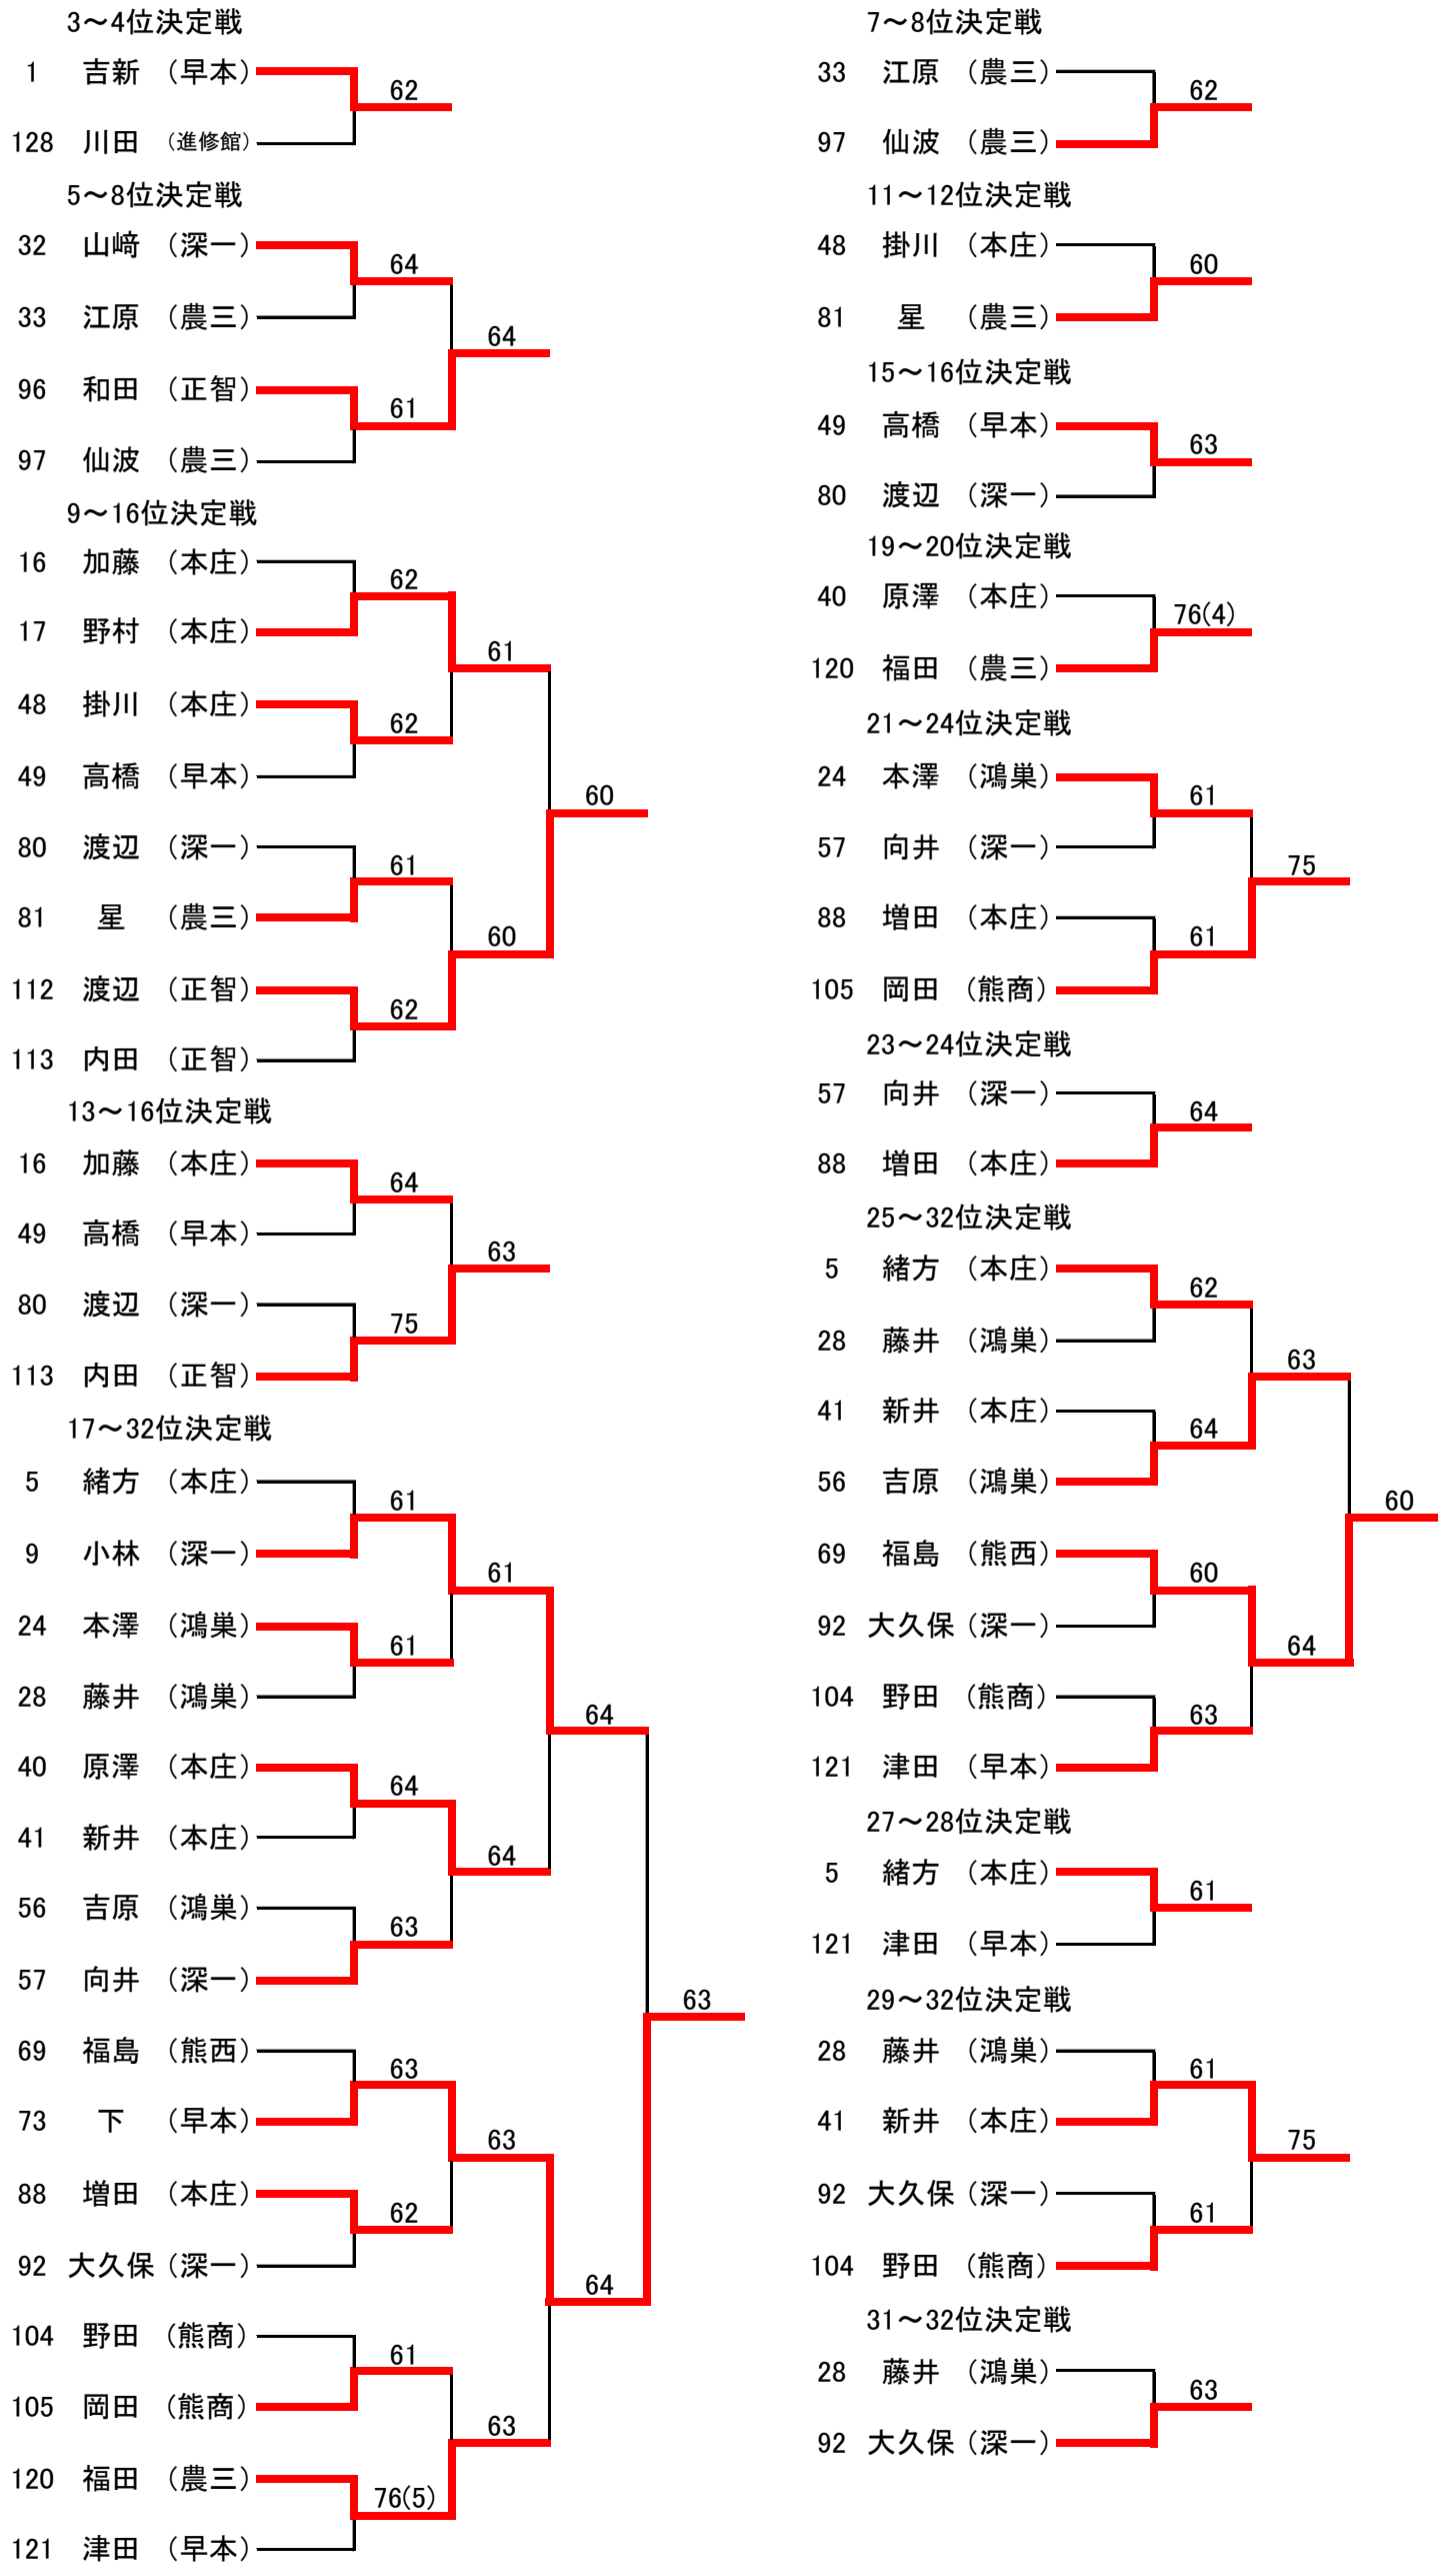 3～4位決定戦
1 吉新 （早本）
62
128 川田 （進修館）
5～8位決定戦
32 山﨑 （深一）
64
33 江原 （農三）
64
96 和田 （正智）
61
97 仙波 （農三）
9～16位決定戦
16 加藤 （本庄）
62
17 野村 （本庄）
61
48 掛川 （本庄）
62
49 高橋 （早本）
60
80 渡辺 （深一）
61
81 星 （農三）
60
112 渡辺 （正智）
62
113 内田 （正智）
13～16位決定戦
16 加藤 （本庄）
64
49 高橋 （早本）
63
80 渡辺 （深一）
75
113 内田 （正智）
17～32位決定戦
5 緒方 （本庄）
61
9 小林 （深一）
61
24 本澤 （鴻巣）
61
28 藤井 （鴻巣）
64
40 原澤 （本庄）
64
41 新井 （本庄）
64
56 吉原 （鴻巣）
63
57 向井 （深一）
63
69 福島 （熊西）
63
73 下 （早本）
63
88 増田 （本庄）
62
92 大久保 （深一）
64
104 野田 （熊商）
61
105 岡田 （熊商）
63
120 福田 （農三）
76(5)
121 津田 （早本）
7～8位決定戦
33 江原 （農三）
62
97 仙波 （農三）
11～12位決定戦
48 掛川 （本庄）
60
81 星 （農三）
15～16位決定戦
49 高橋 （早本）
63
80 渡辺 （深一）
19～20位決定戦
40 原澤 （本庄）
76(4)
120 福田 （農三）
21～24位決定戦
24 本澤 （鴻巣）
61
57 向井 （深一）
75
88 増田 （本庄）
61
105 岡田 （熊商）
23～24位決定戦
57 向井 （深一）
64
88 増田 （本庄）
25～32位決定戦
5 緒方 （本庄）
62
28 藤井 （鴻巣）
63
41 新井 （本庄）
64
56 吉原 （鴻巣）
60
69 福島 （熊西）
60
92 大久保 （深一）
64
104 野田 （熊商）
63
121 津田 （早本）
27～28位決定戦
5 緒方 （本庄）
61
121 津田 （早本）
29～32位決定戦
28 藤井 （鴻巣）
61
41 新井 （本庄）
75
92 大久保 （深一）
61
104 野田 （熊商）
31～32位決定戦
28 藤井 （鴻巣）
63
92 大久保 （深一）